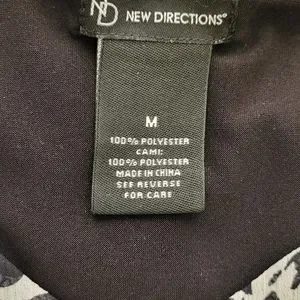 ND NEW DIRECTIONS®
M
100% POLYESTER
CAMI:
100% POLYESTER
MADE IN CHINA
SEE REVERSE
FOR CARE